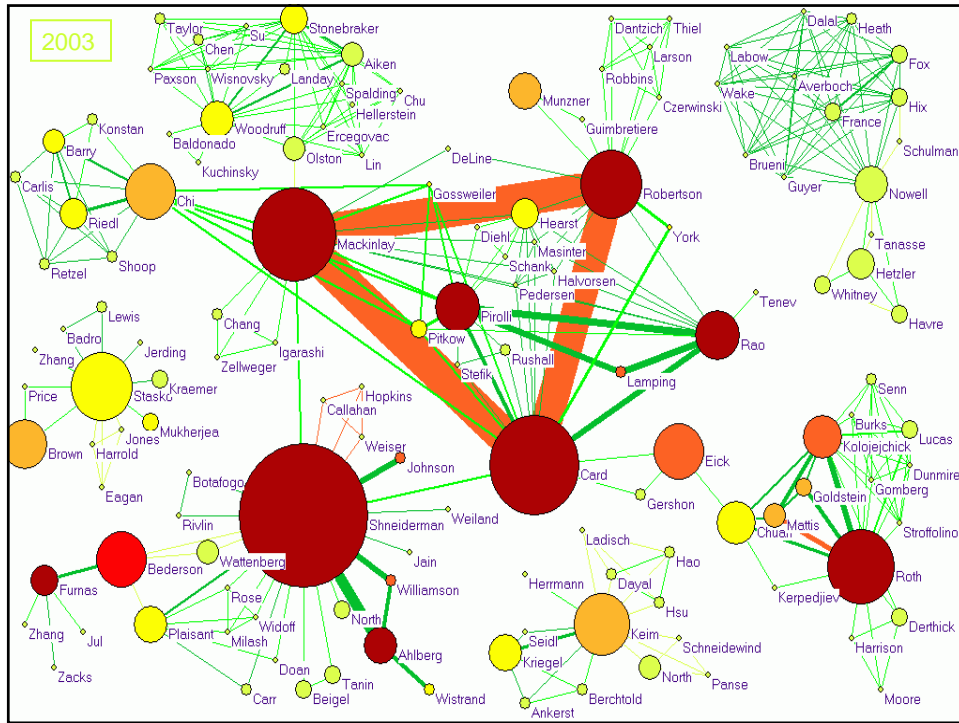 2003
Taylor
Su
Stonebraker
Chen
Aiken
Paxson
Wisnovsky
Landay
Spalding
Chu
Hellerstein
Woodruff
Ercegovac
Baldonado
Kuchinsky
Olston
Lin
Dantzich
Thiel
Larson
Robbins
Munzner
Czerwinski
Guimbretiere
DeLine
Dalal
Heath
Labow
Fox
Wake
Averboch
Hix
France
Schulman
Brueni
Guyer
Nowell
Tanasse
Hetzler
Whitney
Havre
Konstan
Barry
Carlis
Chi
Riedl
Retzel
Shoop
Gossweiler
Robertson
Mackinlay
Hearst
York
Diehl
Masinter
Schank
Halvorsen
Pedersen
Tenev
Pirolli
Chang
Pitkow
Rao
Igarashi
Zellweger
Rushall
Stefik
Lamping
Lewis
Badro
Jerding
Zhang
Stasko
Kraemer
Price
Mukherjea
Jones
Brown
Harrold
Eagan
Hopkins
Callahan
Weiser
Johnson
Card
Eick
Gershon
Botafogo
Rivlin
Shneiderman
Weiland
Senn
Burks
Kolojejchick
Lucas
Dunmire
Goldstein
Gomberg
Mattis
Chuah
Stroffolino
Roth
Kerpedjiev
Derthick
Harrison
Moore
Wattenberg
Jain
Bederson
Furnas
Williamson
Zhang
Jul
Zacks
Rose
Widoff
North
Plaisant
Milash
Ahlberg
Doan
Tanin
Carr
Beigel
Wistrand
Ladisch
Hao
Herrmann
Dayal
Hsu
Keim
Seidl
Schneidewind
Kriegel
North
Panse
Berchtold
Ankerst